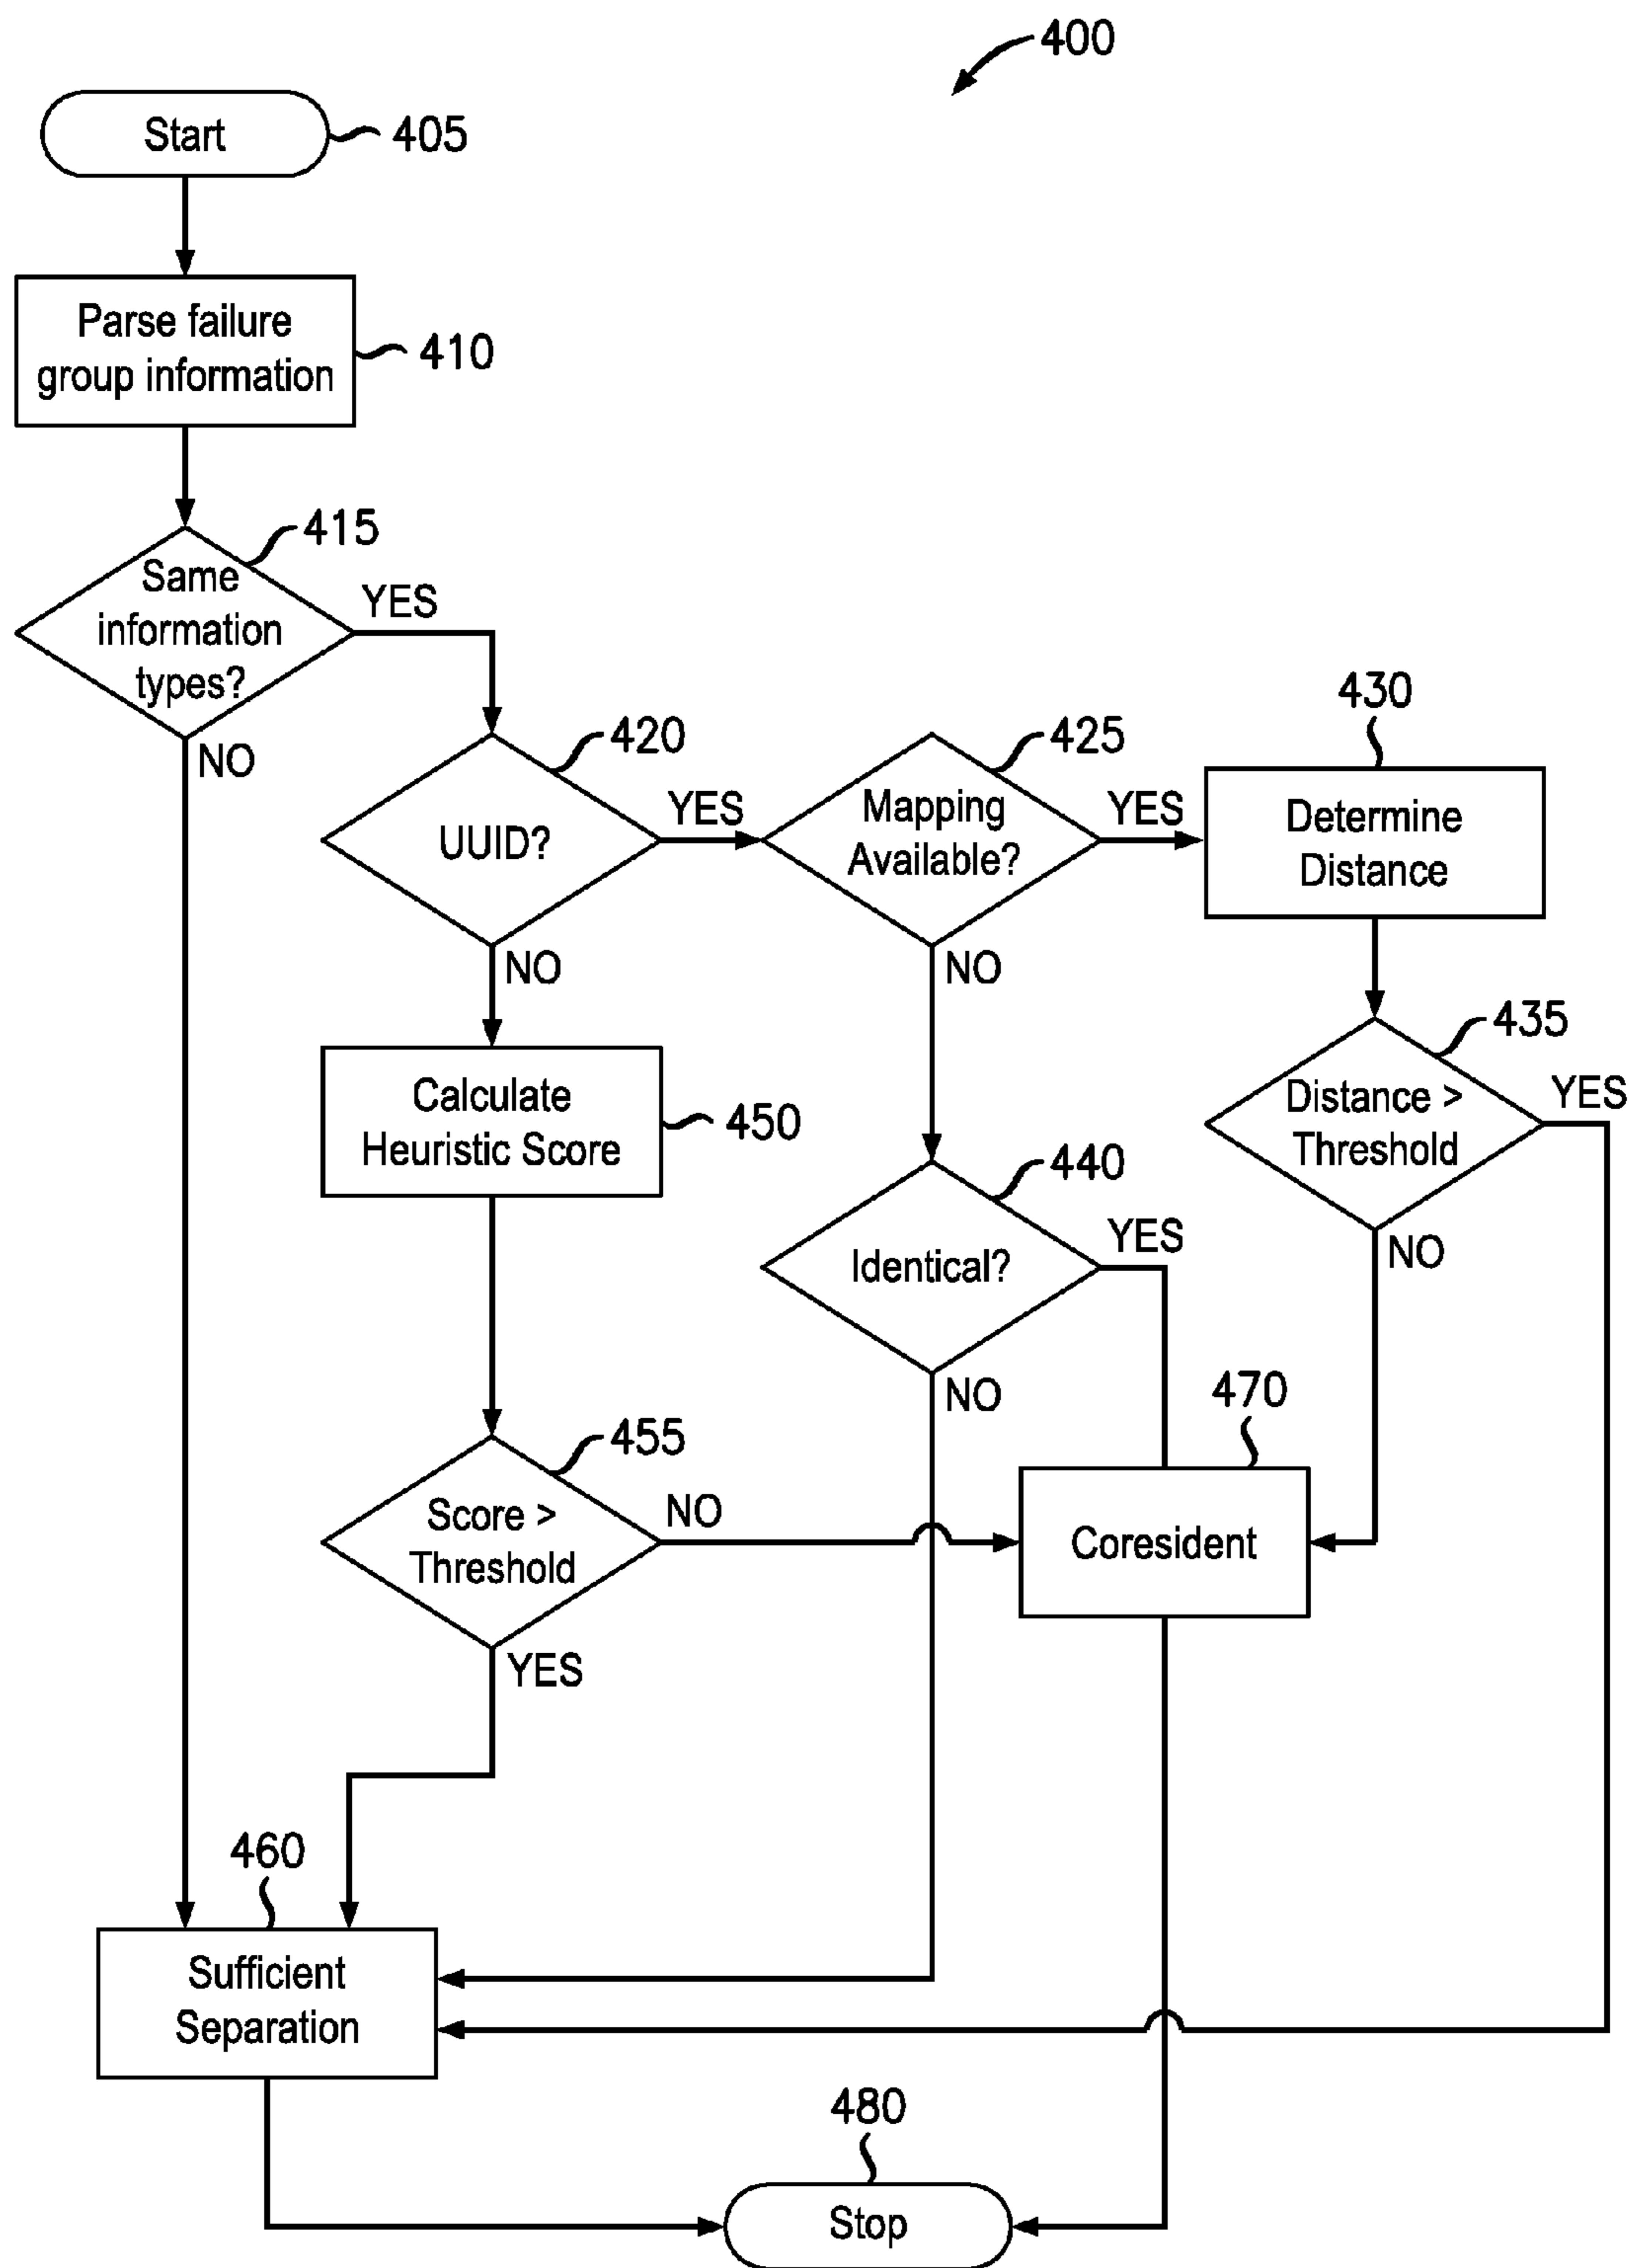 400
Start
405
Parse failure
group information
410
415
Same
information
types?
YES
NO
420
UUID?
YES
NO
425
Mapping
Available?
YES
NO
430
Determine
Distance
435
Distance >
Threshold
YES
NO
Calculate
Heuristic Score
450
440
Identical?
YES
NO
455
Score >
Threshold
NO
YES
470
Coresident
460
Sufficient
Separation
480
Stop